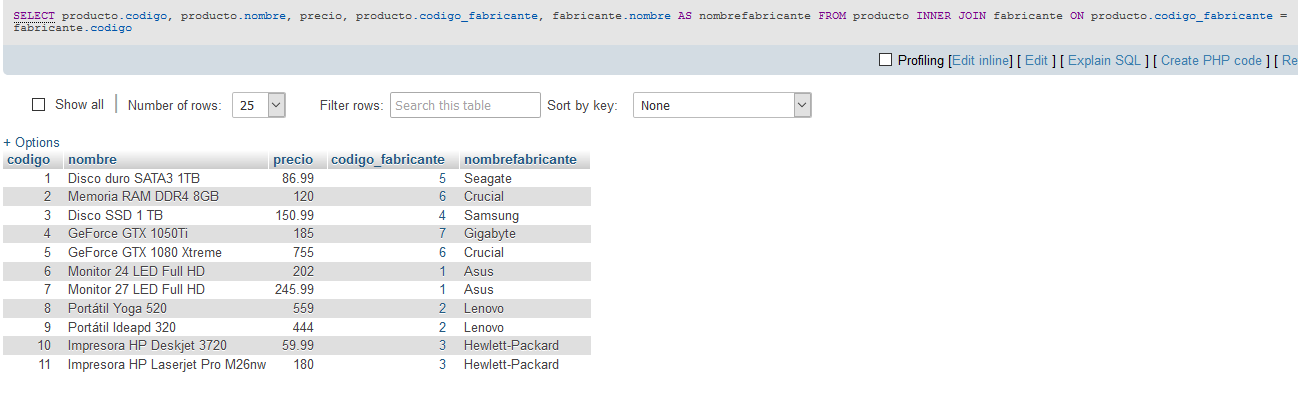 SELECT producto.codigo, producto.nombre, precio, producto.codigo_fabricante, fabricante.nombre AS nombrefabricante FROM producto INNER JOIN fabricante ON producto.codigo_fabricante =
fabricante.codigo
Profiling [Edit inline] [ Edit ] [ Explain SQL ] [ Create PHP code ] [ Re
Show all Number of rows: 25 Filter rows: Search this table Sort by key: None
+ Options
codigo nombre precio codigo_fabricante nombrefabricante
1 Disco duro SATA3 1TB 86.99 5 Seagate
2 Memoria RAM DDR4 8GB 120 6 Crucial
3 Disco SSD 1 TB 150.99 4 Samsung
4 GeForce GTX 1050Ti 185 7 Gigabyte
5 GeForce GTX 1080 Xtreme 755 6 Crucial
6 Monitor 24 LED Full HD 202 1 Asus
7 Monitor 27 LED Full HD 245.99 1 Asus
8 Portátil Yoga 520 559 2 Lenovo
9 Portátil Ideapd 320 444 2 Lenovo
10 Impresora HP Deskjet 3720 59.99 3 Hewlett-Packard
11 Impresora HP Laserjet Pro M26nw 180 3 Hewlett-Packard